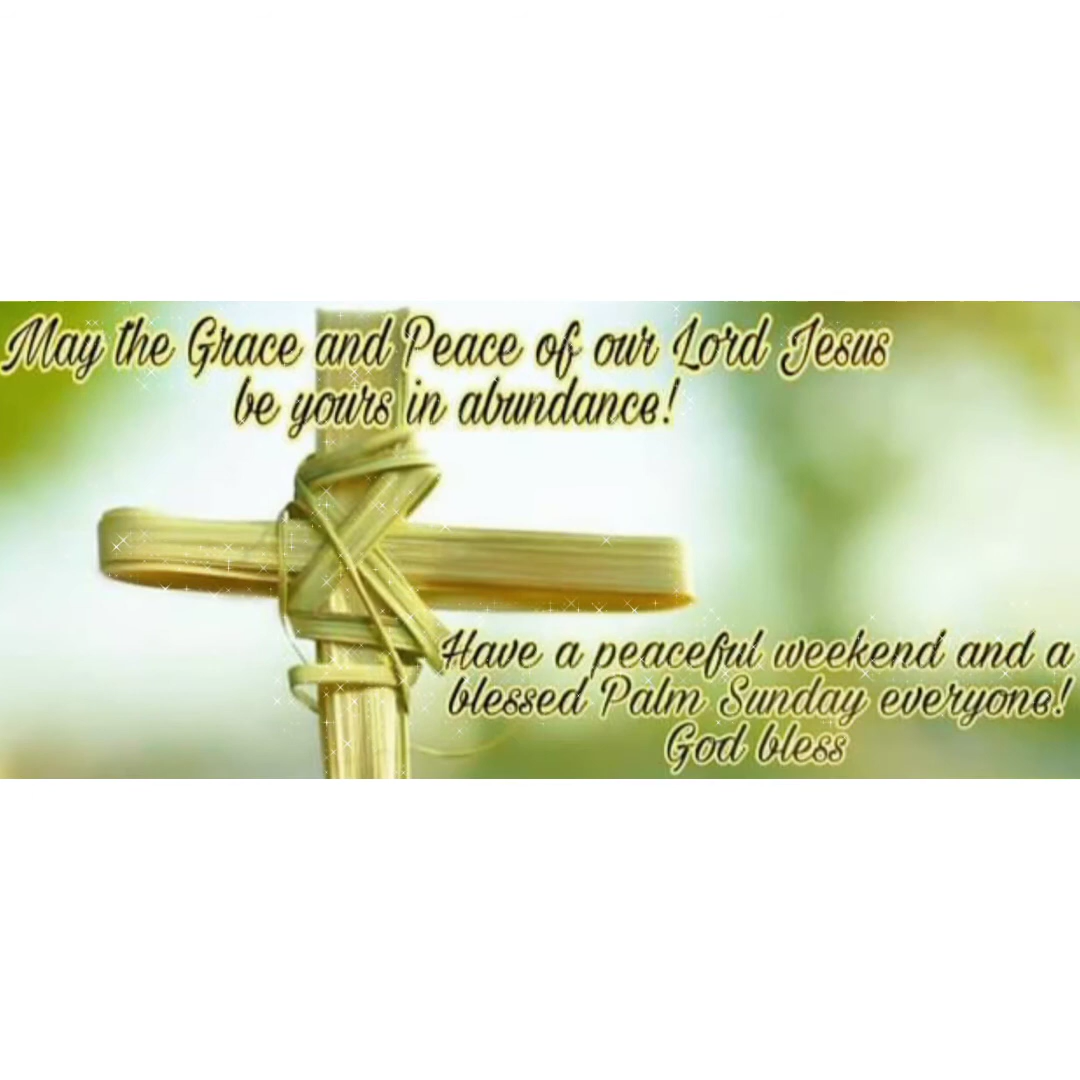 May the Grace and Peace of our Lord Jesus
be yours in abundance!
Have a peaceful weekend and a
blessed Palm Sunday everyone!
God bless